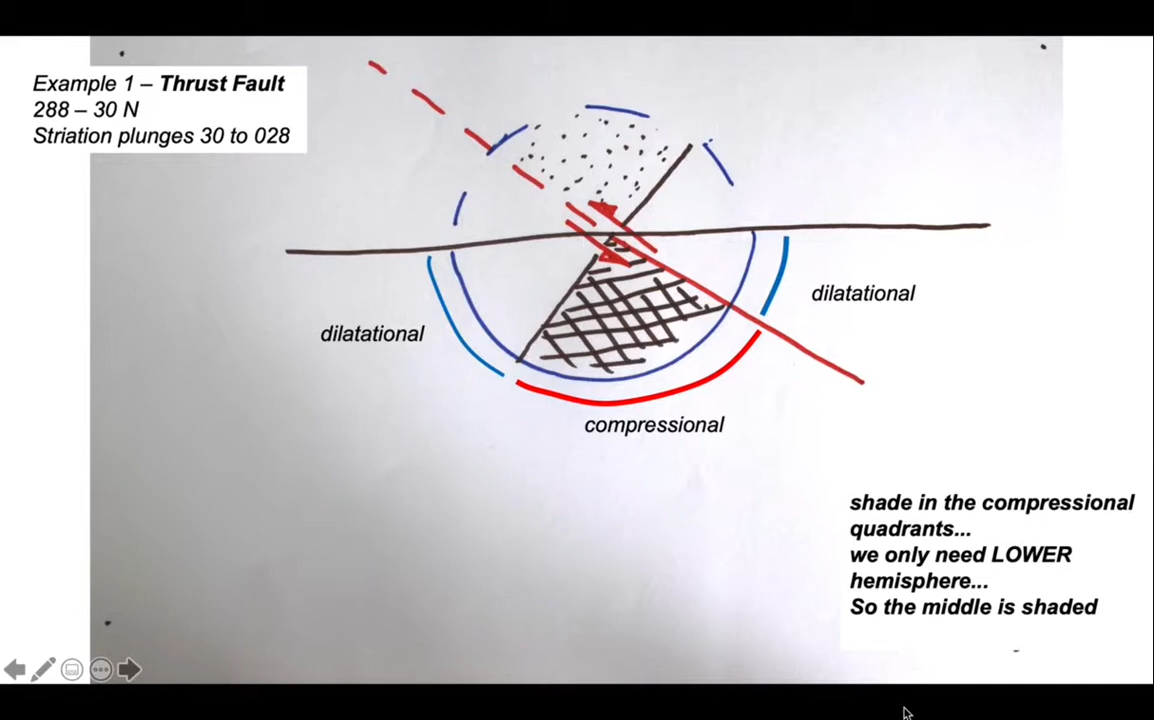 Example 1 – Thrust Fault
288 – 30 N
Striation plunges 30 to 028
dilatational
dilatational
compressional
shade in the compressional
quadrants...
we only need LOWER
hemisphere...
So the middle is shaded